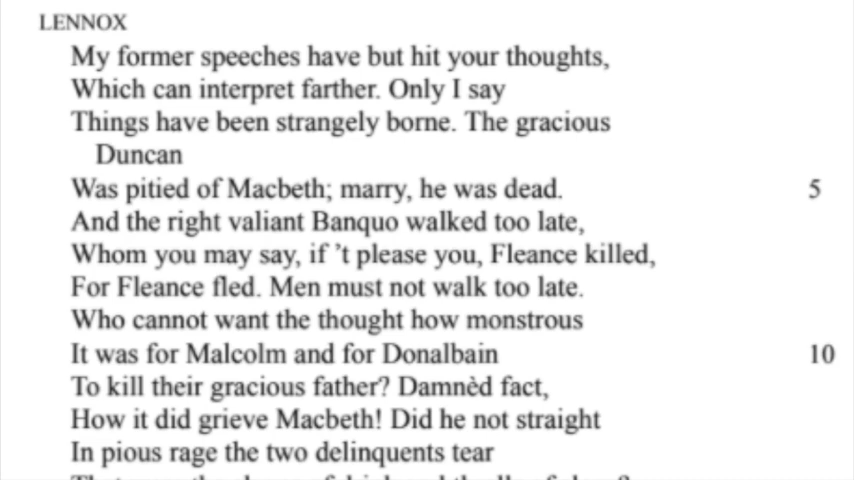 LENNOX
My former speeches have but hit your thoughts,
Which can interpret farther. Only I say
Things have been strangely borne. The gracious
Duncan
Was pitied of Macbeth; marry, he was dead. 5
And the right valiant Banquo walked too late,
Whom you may say, if ’t please you, Fleance killed,
For Fleance fled. Men must not walk too late.
Who cannot want the thought how monstrous
It was for Malcolm and for Donalbain 10
To kill their gracious father? Damnèd fact,
How it did grieve Macbeth! Did he not straight
In pious rage the two delinquents tear